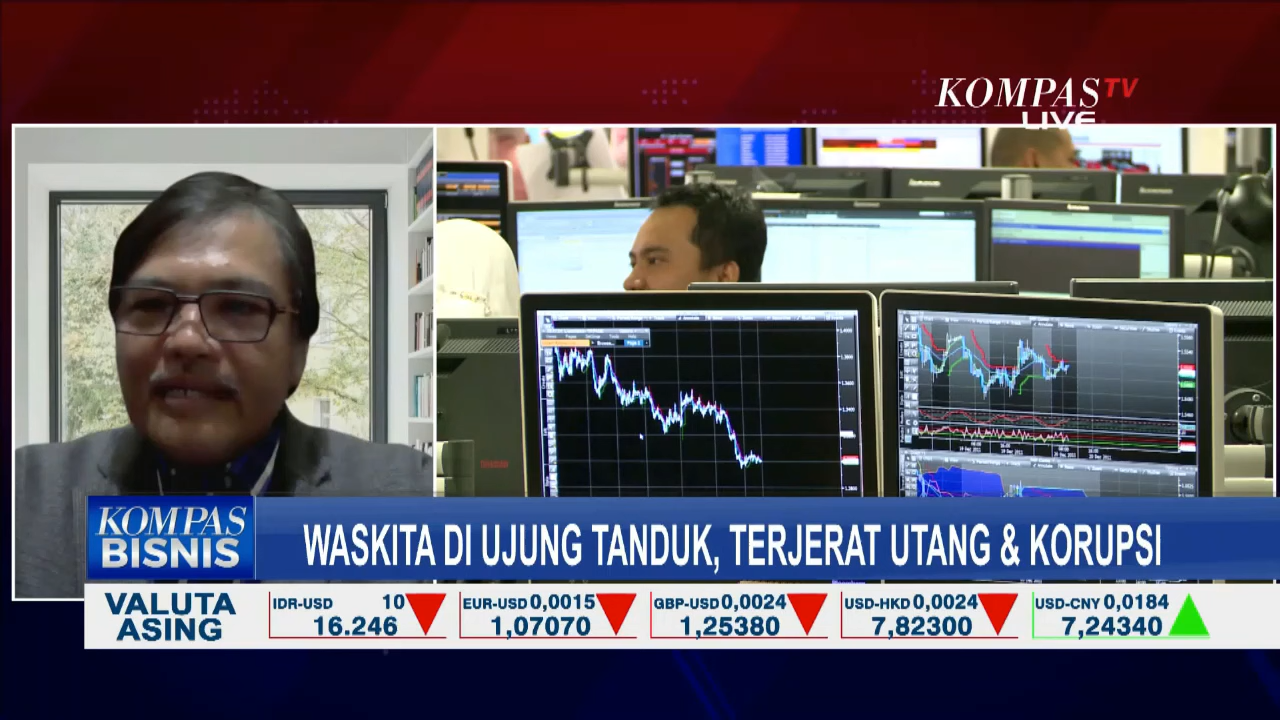 KOMPAS TV
LIVE
KOMPAS
BISNIS
WASKITA DI UJUNG TANDUK, TERJERAT UTANG & KORUPSI
VALUTA
ASING
IDR-USD 10
16.246
EUR-USD 0,0015
1,07070
GBP-USD 0,0024
1,25380
USD-HKD 0,0024
7,82300
USD-CNY 0,0184
7,24340